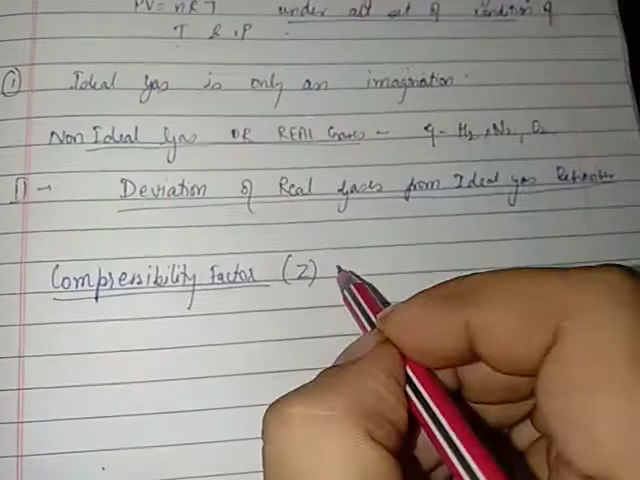 PV = nRT under all set of condition of
T & P.
① Ideal gas is only an imagination.
Non Ideal gas OR REAL Gases - eg - H2, N2, O2
II → Deviation of Real gases from Ideal gas Behaviour
Compressibility Factor (Z)